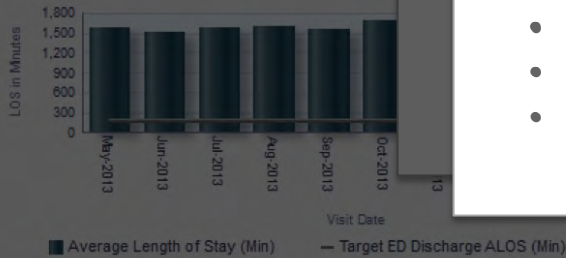 1,800
1,500
1,200
900
600
300
0
LOS in Minutes
May-2013
Jun-2013
Jul-2013
Aug-2013
Sep-2013
Oct-2013
Visit Date
Average Length of Stay (Min)
Target ED Discharge ALOS (Min)